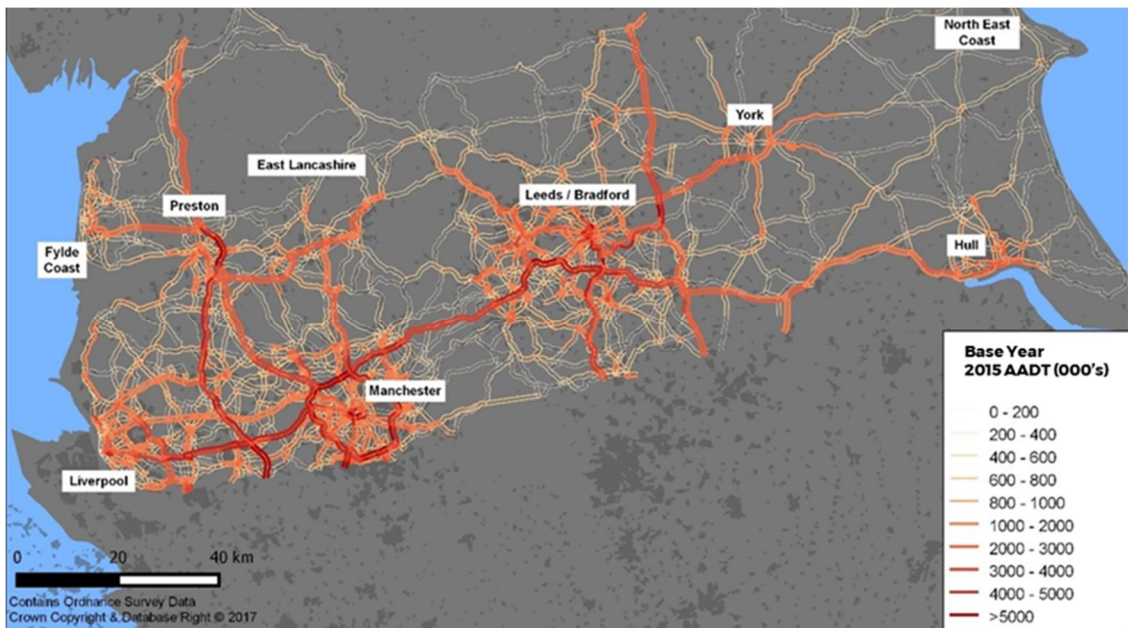 North East
Coast
York
East Lancashire
Leeds / Bradford
Preston
Fylde
Coast
Hull
Manchester
Liverpool
Base Year
2015 AADT (000's)
0 - 200
200 - 400
400 - 600
600 - 800
800 - 1000
1000 - 2000
2000 - 3000
3000 - 4000
4000 - 5000
>5000
0 20 40 km
Contains Ordnance Survey Data
Crown Copyright & Database Right © 2017